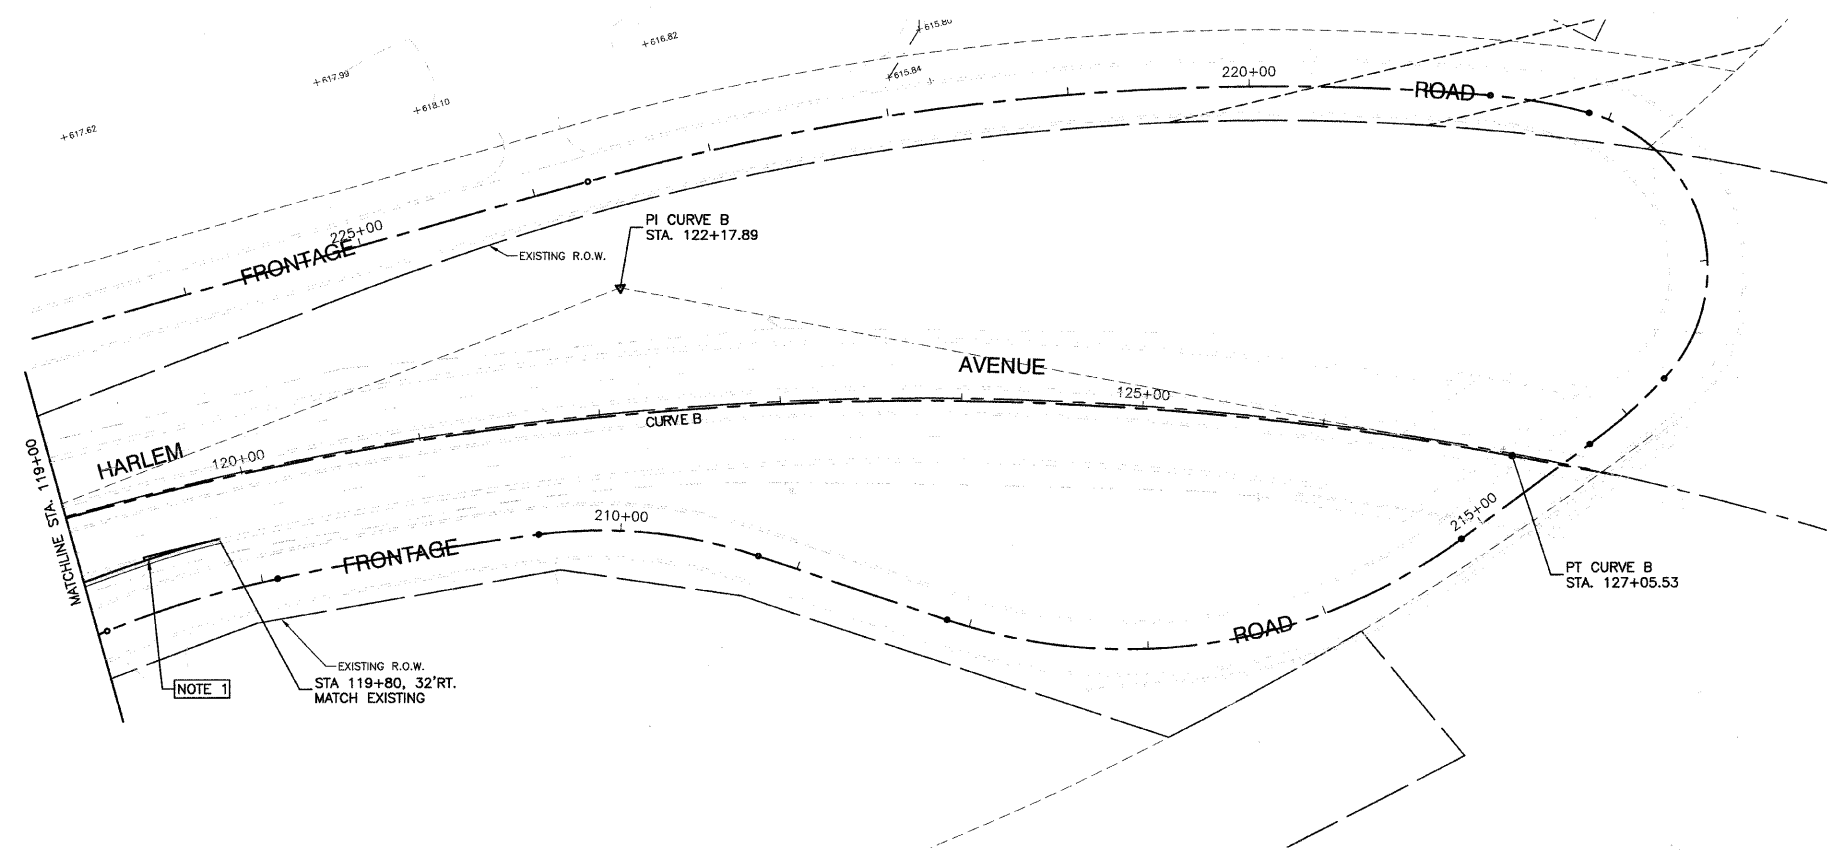 +615.80
+616.82
+617.99
+615.84
+618.10
+617.62
220+00
ROAD
225+00
FRONTAGE
PI CURVE B
STA. 122+17.89
EXISTING R.O.W.
AVENUE
125+00
CURVE B
HARLEM
120+00
MATCHLINE STA. 119+00
210+00
215+00
FRONTAGE
PT CURVE B
STA. 127+05.53
ROAD
EXISTING R.O.W.
STA 119+80, 32'RT.
MATCH EXISTING
NOTE 1